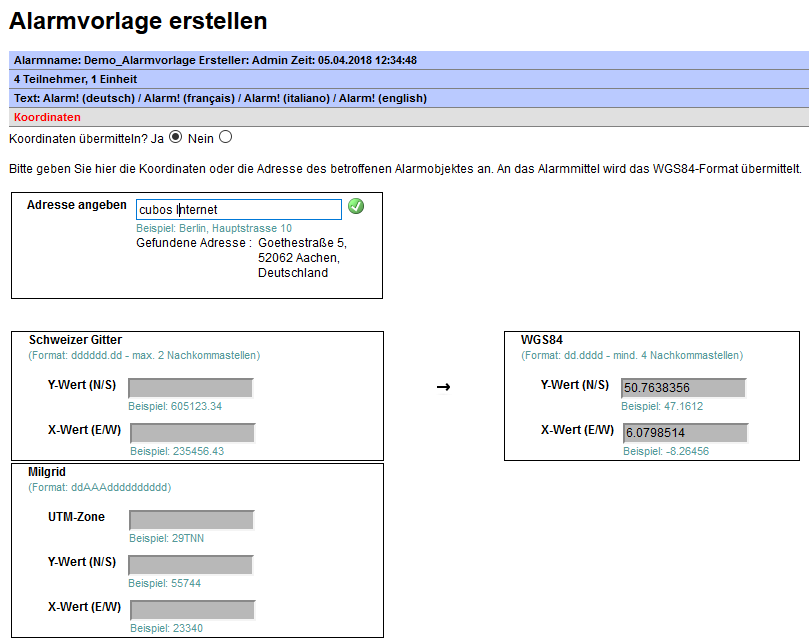 Alarmvorlage erstellen
Alarmname: Demo_Alarmvorlage Ersteller: Admin Zeit: 05.04.2018 12:34:48
4 Teilnehmer, 1 Einheit
Text: Alarm! (deutsch) / Alarm! (français) / Alarm! (italiano) / Alarm! (english)
Koordinaten
Koordinaten übermitteln? Ja Nein
Bitte geben Sie hier die Koordinaten oder die Adresse des betroffenen Alarmobjektes an. An das Alarmmittel wird das WGS84-Format übermittelt.
Adresse angeben cubos Internet
Beispiel: Berlin, Hauptstrasse 10
Gefundene Adresse : Goethestraße 5,
52062 Aachen,
Deutschland
Schweizer Gitter
(Format: dddddd.dd - max. 2 Nachkommastellen)
Y-Wert (N/S)
Beispiel: 605123.34
X-Wert (E/W)
Beispiel: 235456.43
→
WGS84
(Format: dd.dddd - mind. 4 Nachkommastellen)
Y-Wert (N/S) 50.7638356
Beispiel: 47.1612
X-Wert (E/W) 6.0798514
Beispiel: -8.26456
Milgrid
(Format: ddAAAdddddddddd)
UTM-Zone
Beispiel: 29TNN
Y-Wert (N/S)
Beispiel: 55744
X-Wert (E/W)
Beispiel: 23340